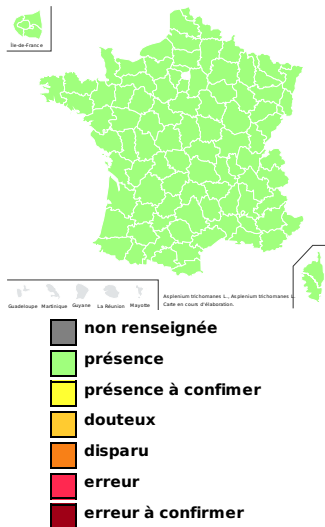 Île-de-France
Guadeloupe Martinique Guyane La Réunion Mayotte
Asplenium trichomanes L., Asplenium trichomanes L.
Carte en cours d'élaboration.
non renseignée
présence
présence à confimer
douteux
disparu
erreur
erreur à confirmer